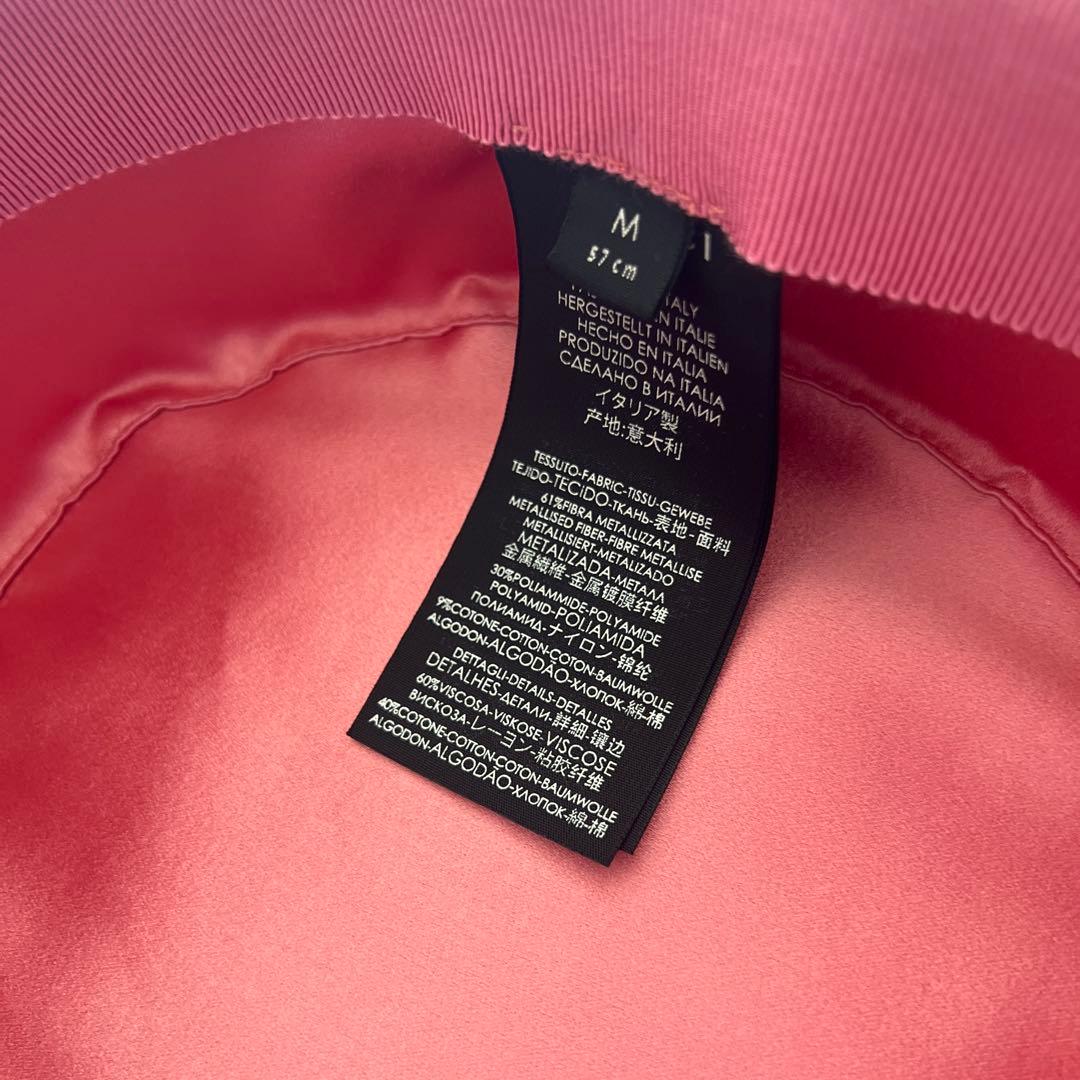 M
57cm
ITALY
EN ITALIE
HERGESTELLT IN ITALIEN
HECHO EN ITALIA
PRODUZIDO NA ITALIA
СДЕЛАНО В ИТАЛИИ
イタリア製
产地:意大利
TESSUTO-FABRIC-TISSU-GEWEBE
TEJIDO-TECIDO-ТКАНЬ-表地-面料
61%FIBRA METALLIZZATA
METALLISED FIBER-FIBRE METALLISE
METALLISIERT-METALIZADO
METALIZADA-МЕТАЛЛ
金属繊維-金属镀膜纤维
30%POLIAMMIDE-POLYAMIDE
POLYAMID-POLIAMIDA
ПОЛИАМИД-ナイロン-锦纶
9%COTONE-COTTON-COTON-BAUMWOLLE
ALGODON-ALGODÃO-ХЛОПОК-綿-棉
DETTAGLI-DETAILS-DETALLES
DETALHES-ДЕТАЛИ-詳細-镶边
60%VISCOSA-VISKOSE-VISCOSE
ВИСКОЗА-レーヨン-粘胶纤维
40%COTONE-COTTON-COTON-BAUMWOLLE
ALGODON-ALGODÃO-ХЛОПОК-綿-棉